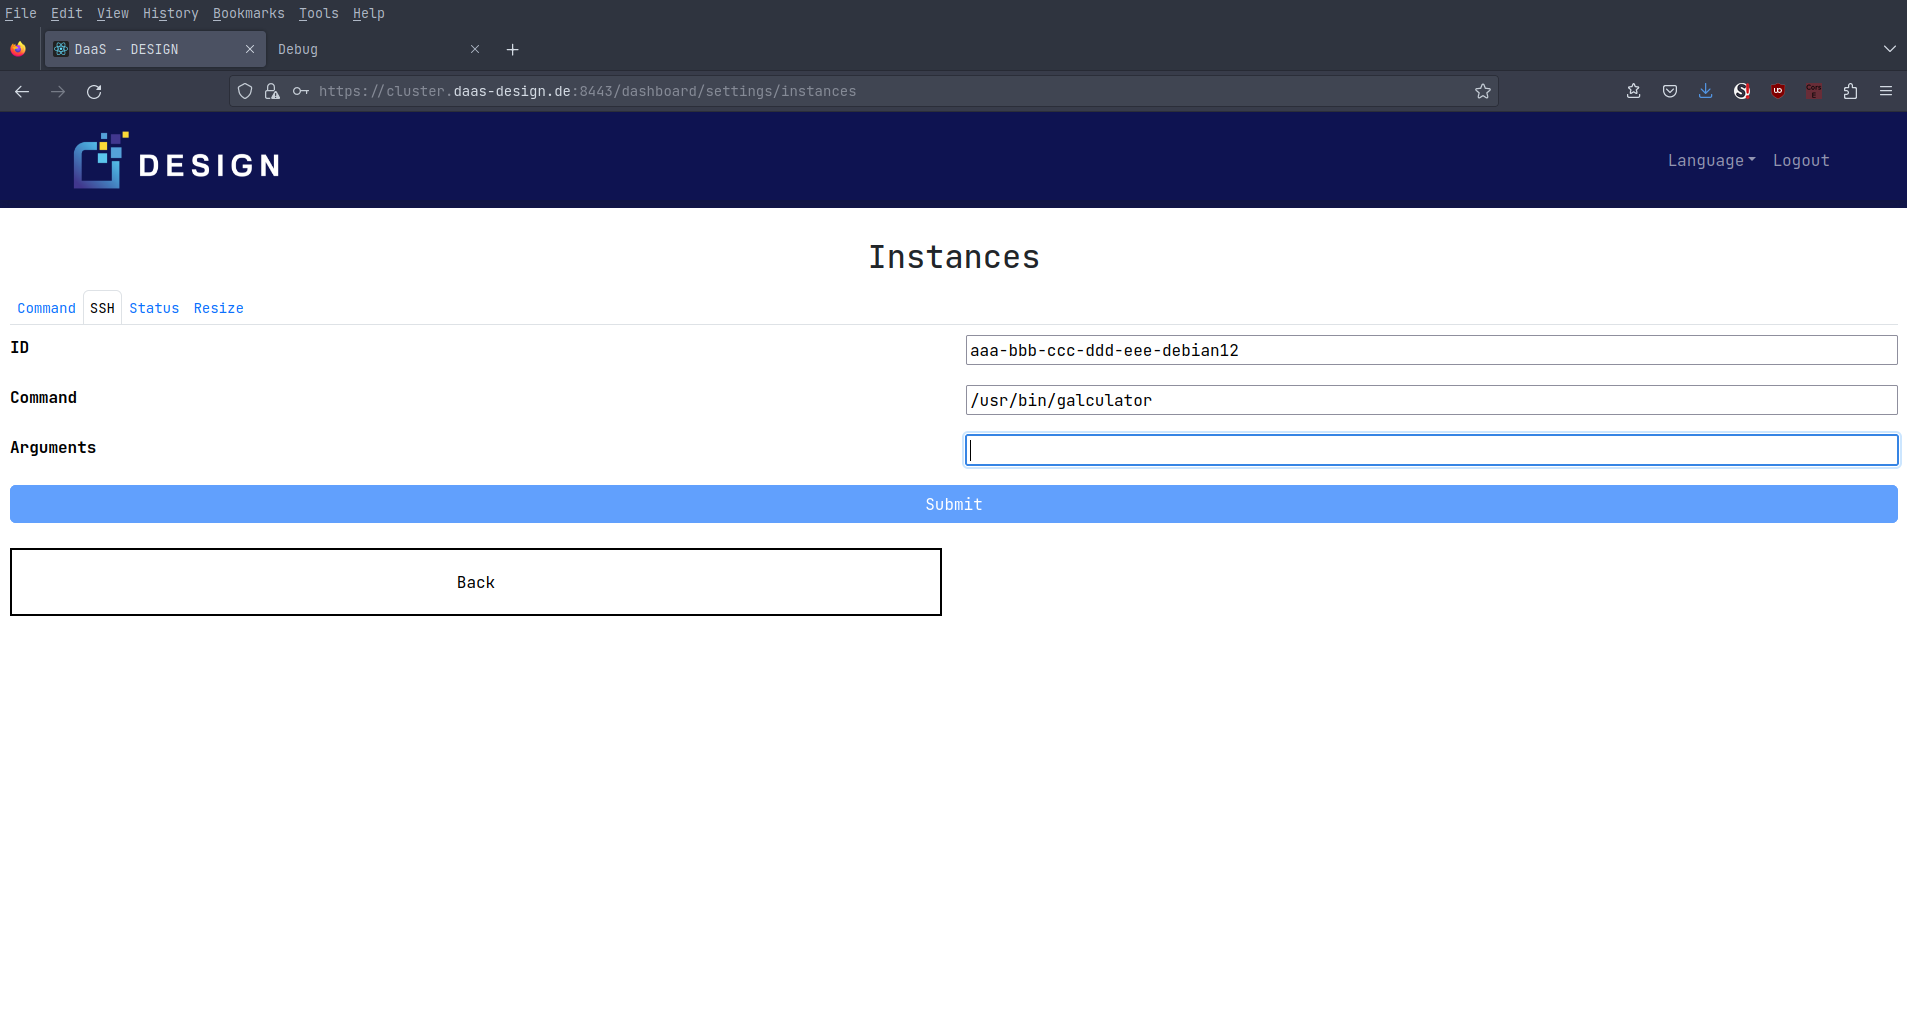 File Edit View History Bookmarks Tools Help
DaaS - DESIGN
Debug
https://cluster.daas-design.de:8443/dashboard/settings/instances
DESIGN
Language
Logout
Instances
Command SSH Status Resize
ID
aaa-bbb-ccc-ddd-eee-debian12
Command
/usr/bin/galculator
Arguments
Submit
Back